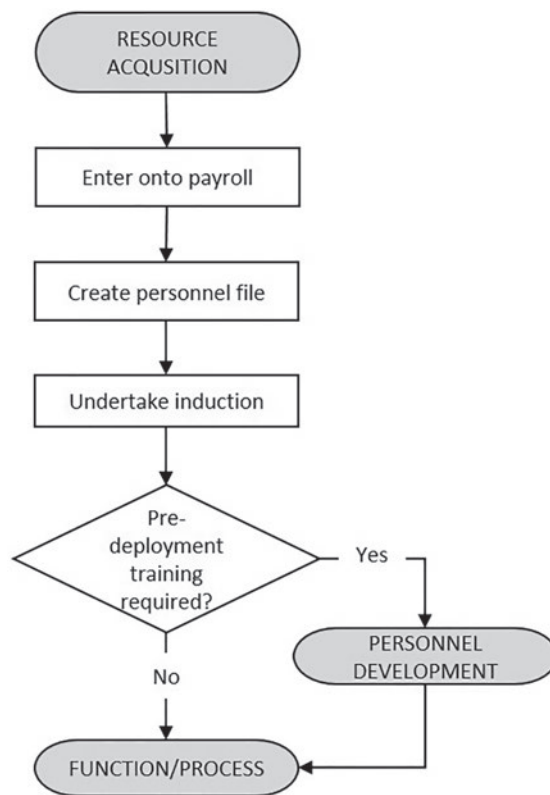 RESOURCE
ACQUSITION
Enter onto payroll
Create personnel file
Undertake induction
Pre-
deployment
training
required?
Yes
PERSONNEL
DEVELOPMENT
No
FUNCTION/PROCESS